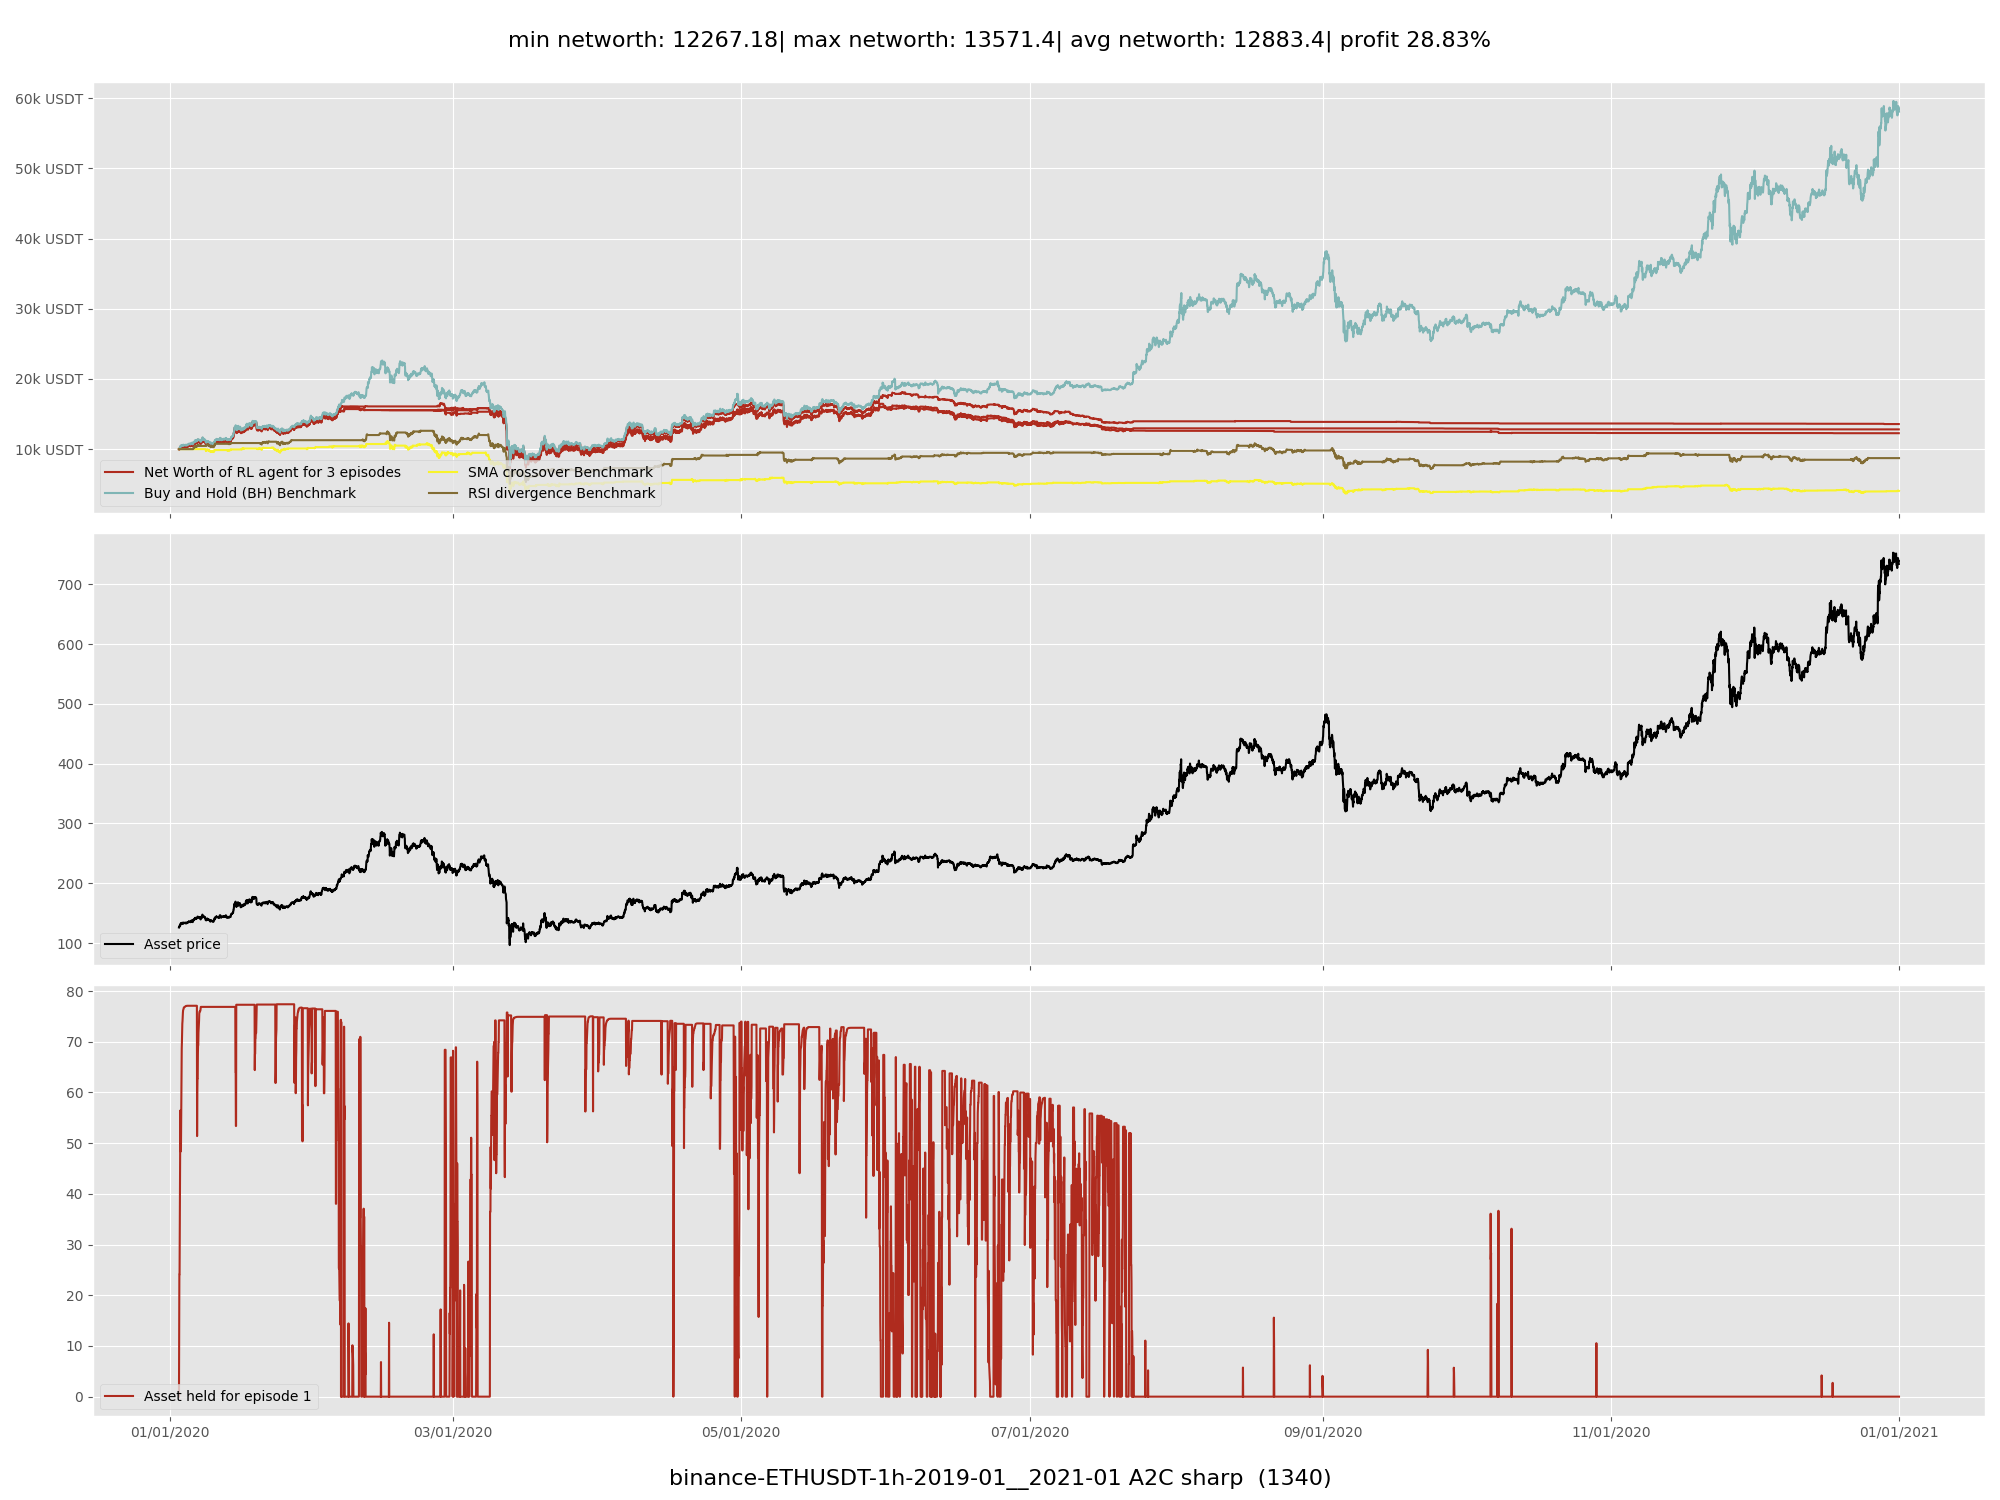 min networth: 12267.18| max networth: 13571.4| avg networth: 12883.4| profit 28.83%
60k USDT
50k USDT
40k USDT
30k USDT
20k USDT
10k USDT
Net Worth of RL agent for 3 episodes
Buy and Hold (BH) Benchmark
SMA crossover Benchmark
RSI divergence Benchmark
700
600
500
400
300
200
100
Asset price
80
70
60
50
40
30
20
10
0
Asset held for episode 1
01/01/2020
03/01/2020
05/01/2020
07/01/2020
09/01/2020
11/01/2020
01/01/2021
binance-ETHUSDT-1h-2019-01__2021-01 A2C sharp  (1340)